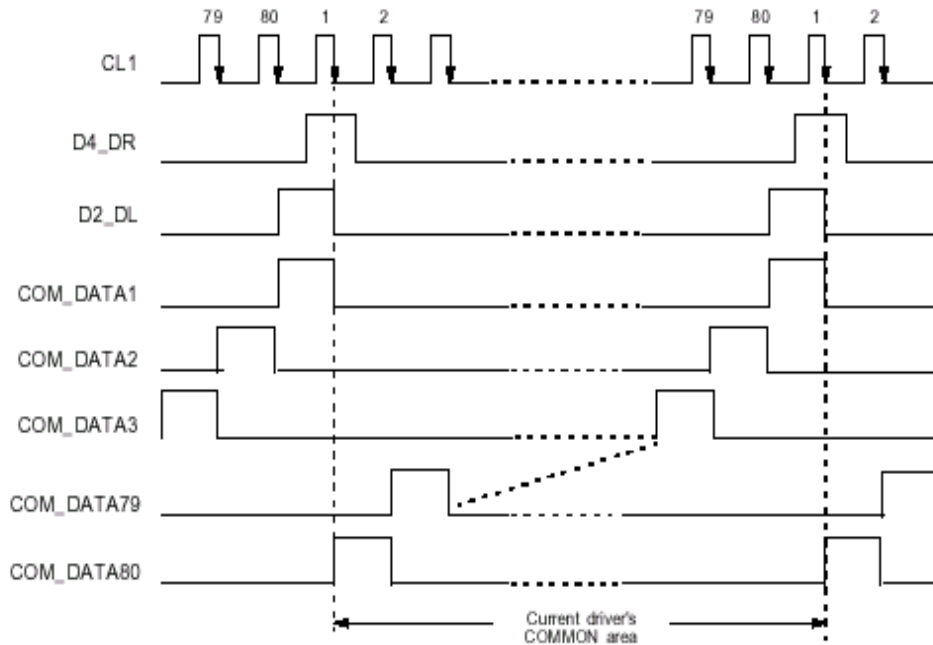 79 80 1 2 79 80 1 2
CL1
D4_DR
D2_DL
COM_DATA1
COM_DATA2
COM_DATA3
COM_DATA79
COM_DATA80
Current driver's
COMMON area